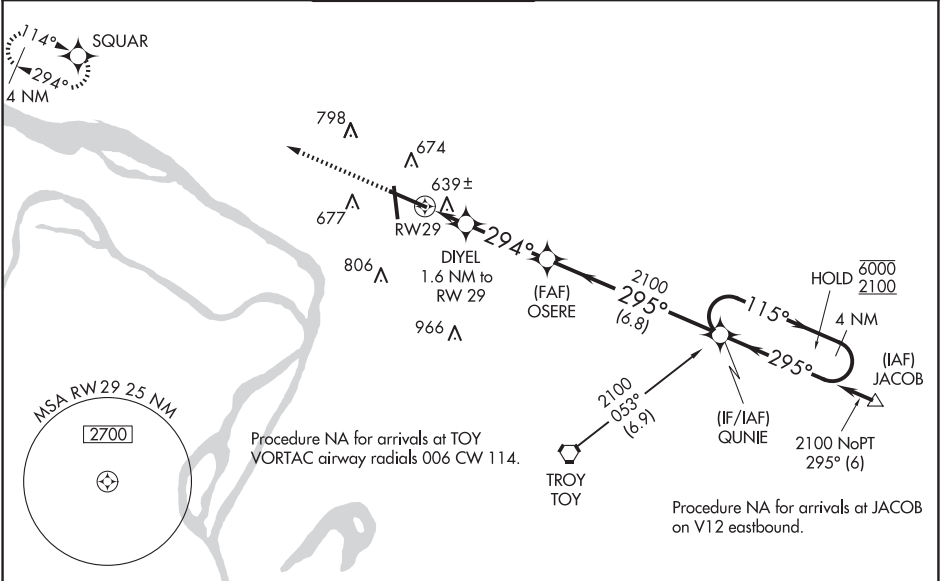 114°
SQUAR
294°
4 NM
798
674
639±
677
RW29
DIYEL
1.6 NM to
RW 29
294°
(FAF)
OSERE
806
966
2100
295°
(6.8)
HOLD
6000
2100
115°
4 NM
295°
(IAF)
JACOB
(IF/IAF)
QUNIE
2100 NoPT
295° (6)
2100
053°
(6.9)
TROY
TOY
MSA RW29 25 NM
2700
Procedure NA for arrivals at TOY
VORTAC airway radials 006 CW 114.
Procedure NA for arrivals at JACOB
on V12 eastbound.